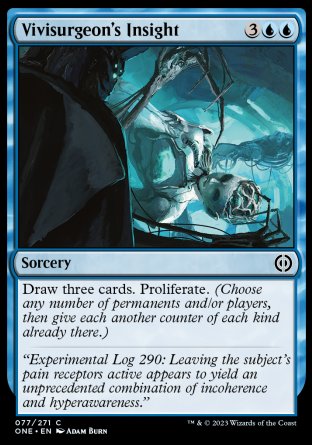 Vivisurgeon's Insight 3
Sorcery
Draw three cards. Proliferate. (Choose
any number of permanents and/or players,
then give each another counter of each kind
already there.)
"Experimental Log 290: Leaving the subject's
pain receptors active appears to yield an
unprecedented combination of incoherence
and hyperawareness."
077/271 C
ONE • EN Adam Burn
™ & © 2023 Wizards of the Coast